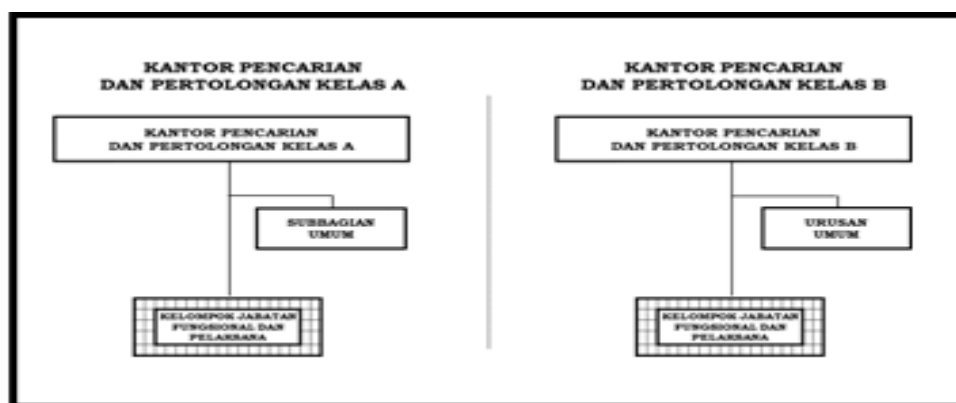 KANTOR PENCARIAN
DAN PERTOLONGAN KELAS A
KANTOR PENCARIAN
DAN PERTOLONGAN KELAS A
SUBBAGIAN
UMUM
KELOMPOK JABATAN
FUNGSIONAL DAN
PELAKSANA
KANTOR PENCARIAN
DAN PERTOLONGAN KELAS B
KANTOR PENCARIAN
DAN PERTOLONGAN KELAS B
URUSAN
UMUM
KELOMPOK JABATAN
FUNGSIONAL DAN
PELAKSANA